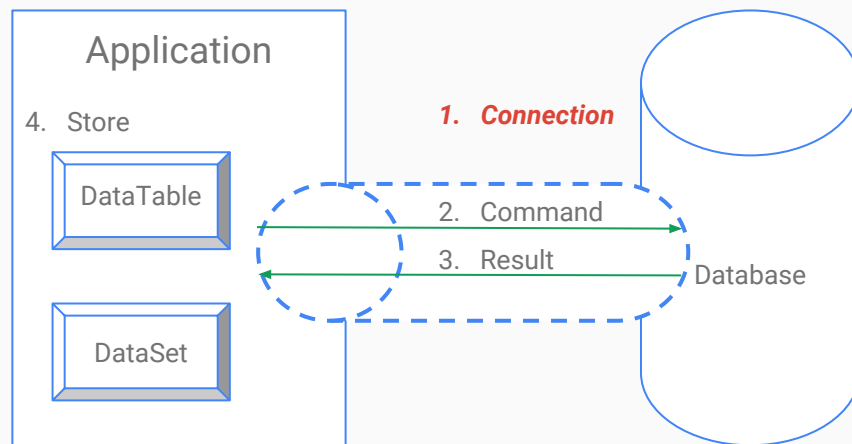 Application
4. Store
1. Connection
DataTable
2. Command
3. Result
Database
DataSet